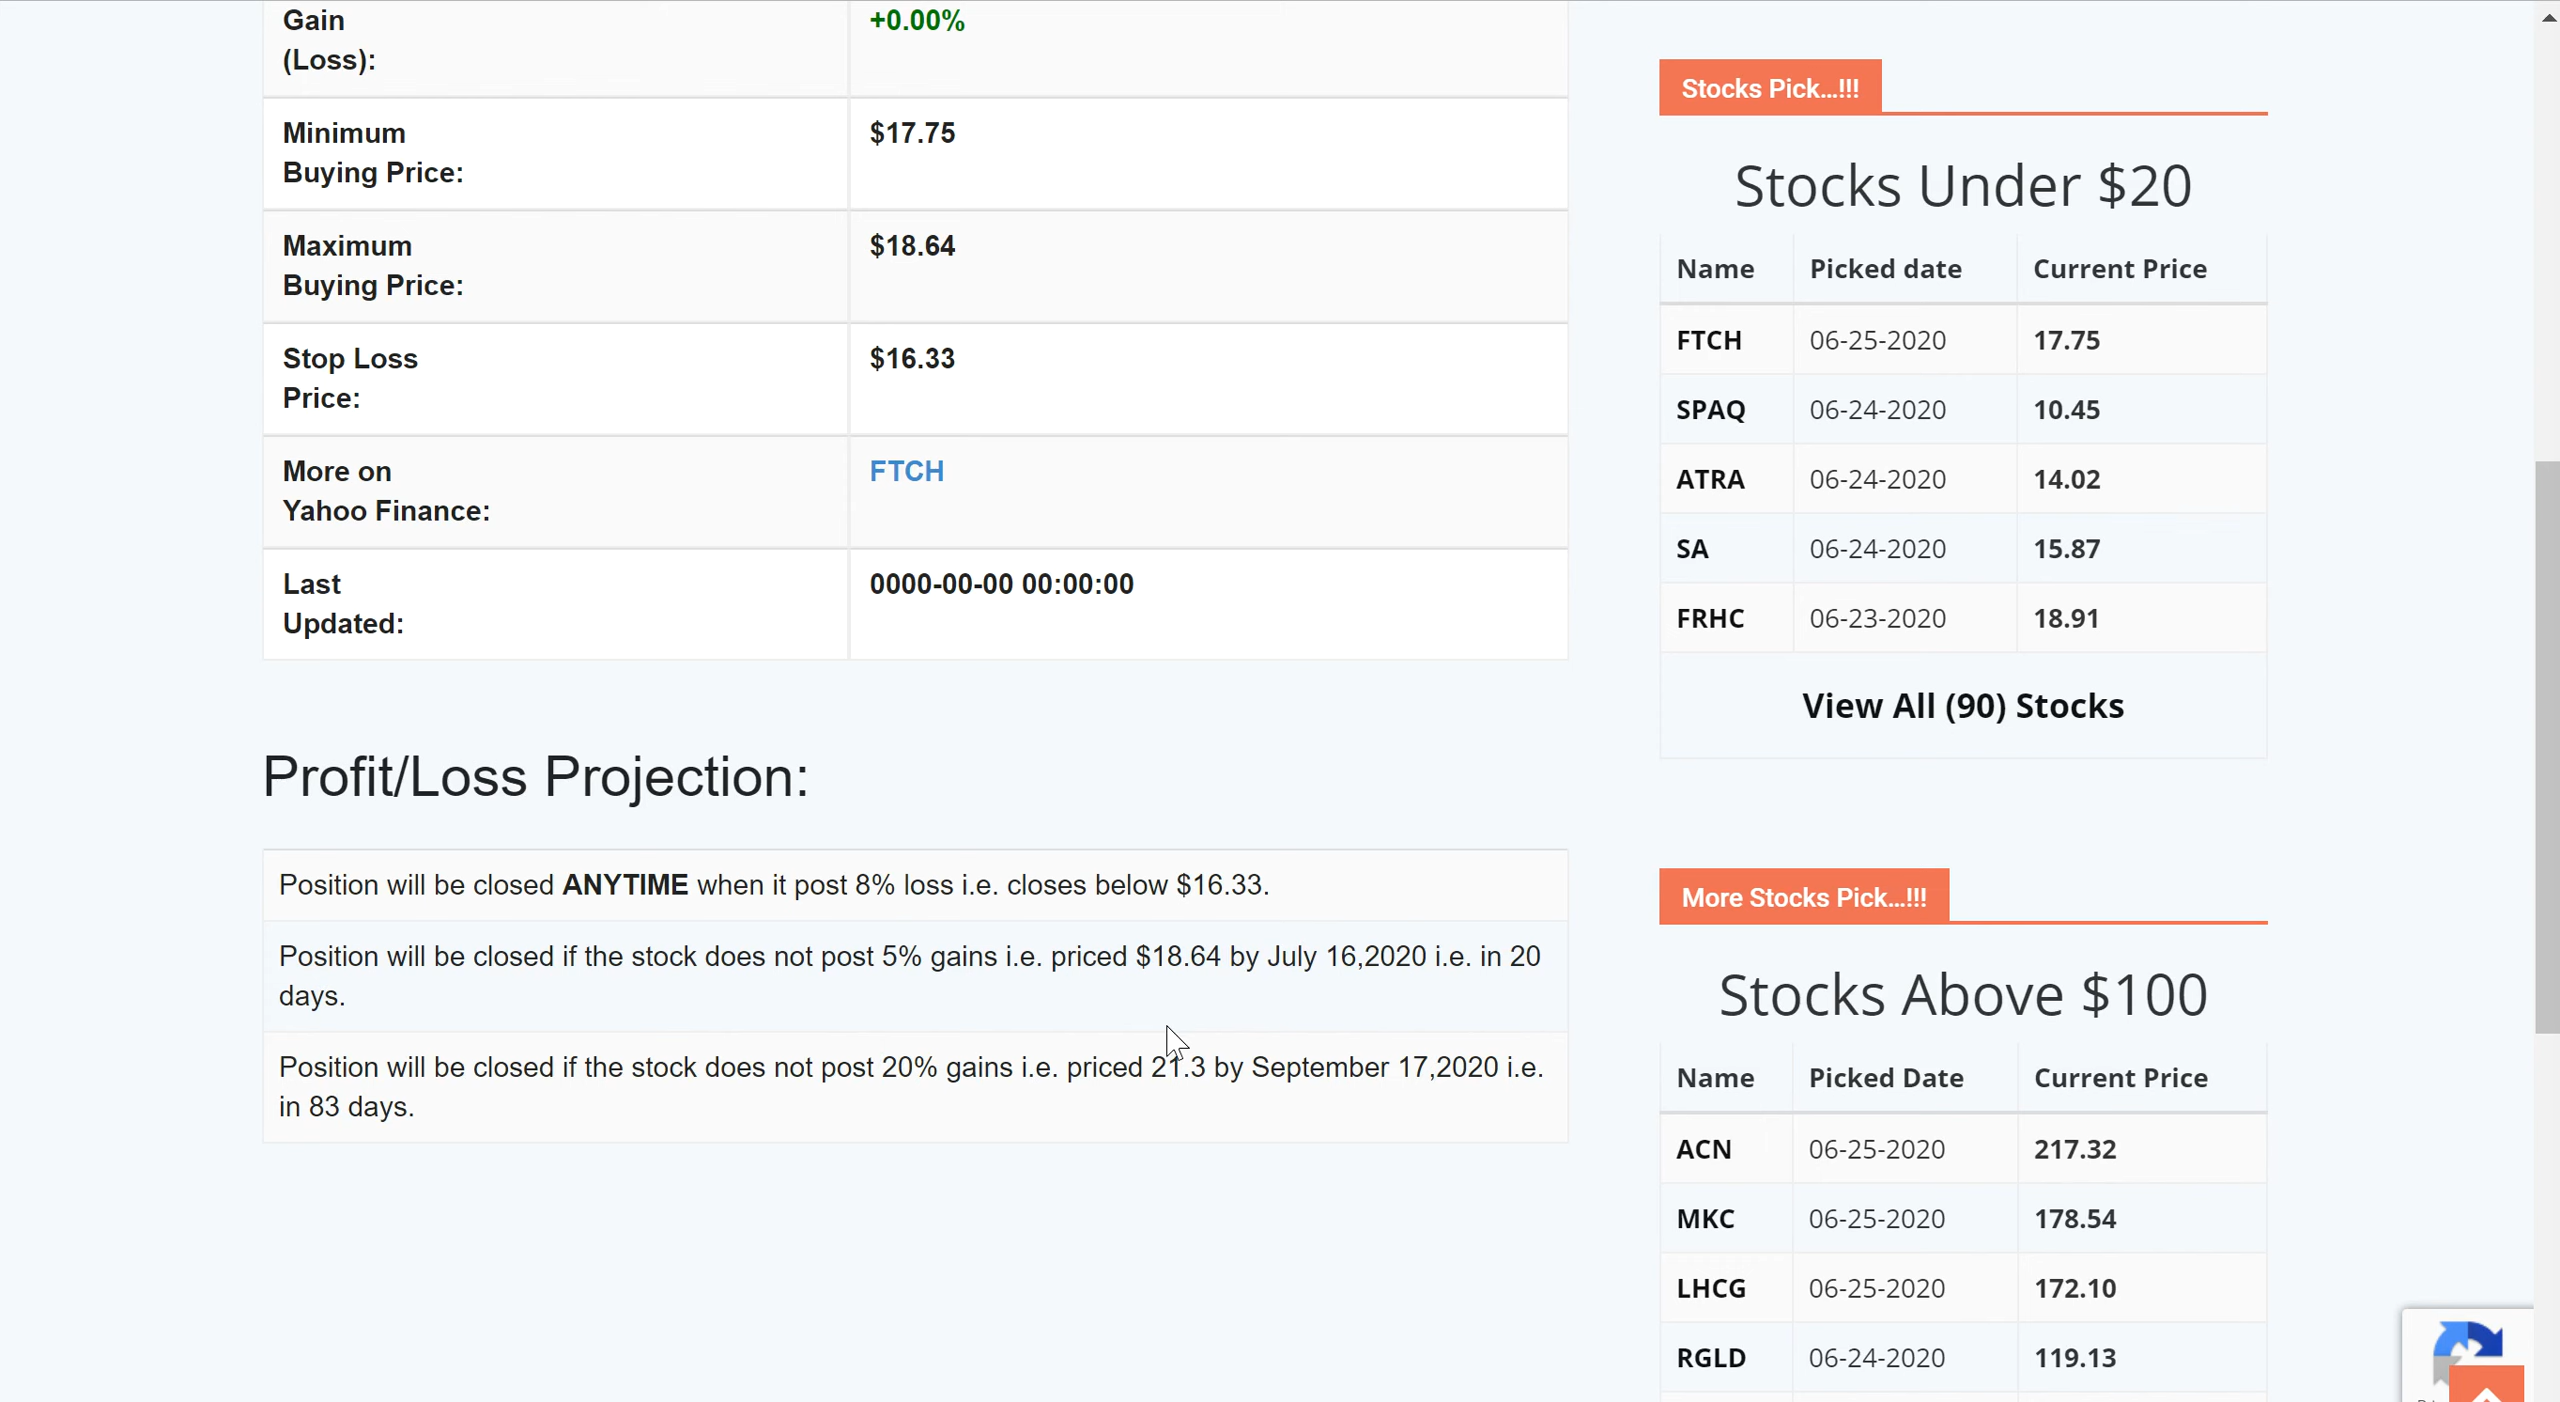 Gain
(Loss):
+0.00%
Minimum
Buying Price:
$17.75
Maximum
Buying Price:
$18.64
Stop Loss
Price:
$16.33
More on
Yahoo Finance:
FTCH
Last
Updated:
0000-00-00 00:00:00
Profit/Loss Projection:
Position will be closed ANYTIME when it post 8% loss i.e. closes below $16.33.
Position will be closed if the stock does not post 5% gains i.e. priced $18.64 by July 16,2020 i.e. in 20
days.
Position will be closed if the stock does not post 20% gains i.e. priced 21.3 by September 17,2020 i.e.
in 83 days.
Stocks Pick...!!!
Stocks Under $20
Name Picked date Current Price
FTCH 06-25-2020 17.75
SPAQ 06-24-2020 10.45
ATRA 06-24-2020 14.02
SA 06-24-2020 15.87
FRHC 06-23-2020 18.91
View All (90) Stocks
More Stocks Pick...!!!
Stocks Above $100
Name Picked Date Current Price
ACN 06-25-2020 217.32
MKC 06-25-2020 178.54
LHCG 06-25-2020 172.10
RGLD 06-24-2020 119.13